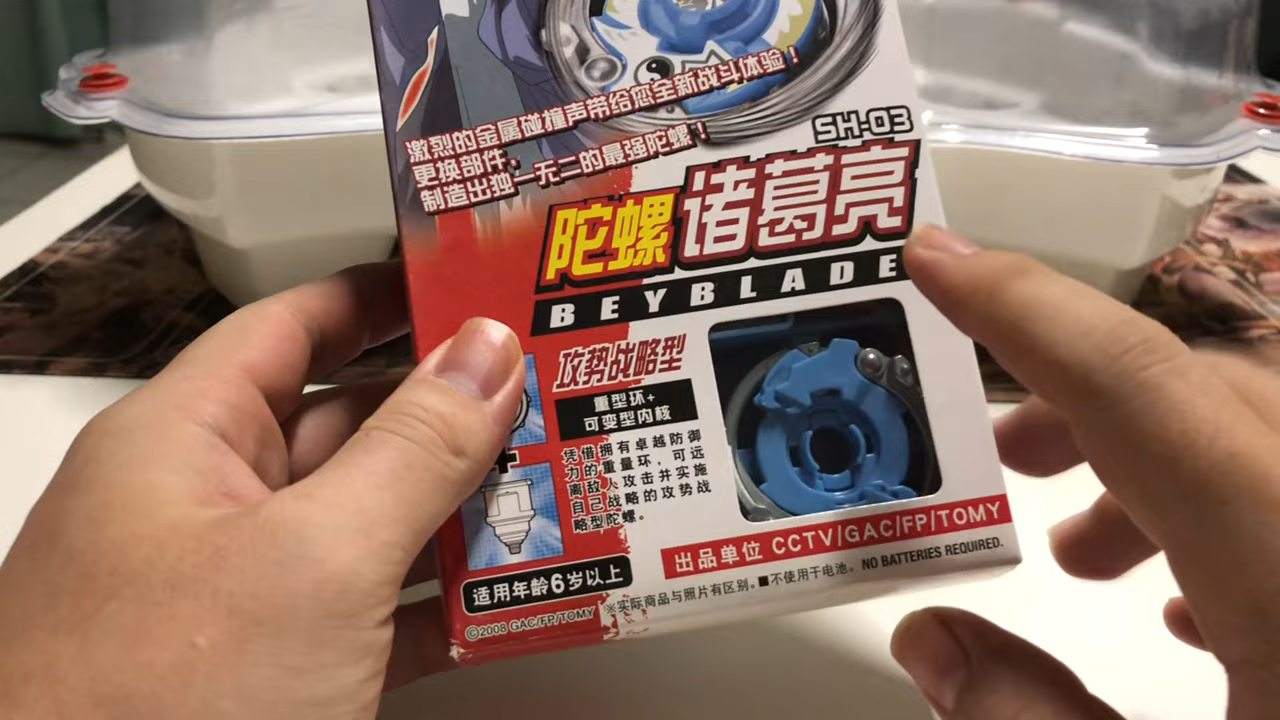 激烈的金属碰撞声带给您全新战斗体验！
更换部件，
制造出独一无二的最强陀螺！
SH-03
陀螺诸葛亮
BEYBLADE
攻势战略型
重型环+
可变型内核
凭借拥有卓越防御
力的重量环，可远
离敌人攻击并实施
自己战略的攻势战
略型陀螺。
出品单位 CCTV/GAC/FP/TOMY
适用年龄6岁以上
※实际商品与照片有区别。■不使用干电池。NO BATTERIES REQUIRED.
©2008 GAC/FP/TOMY